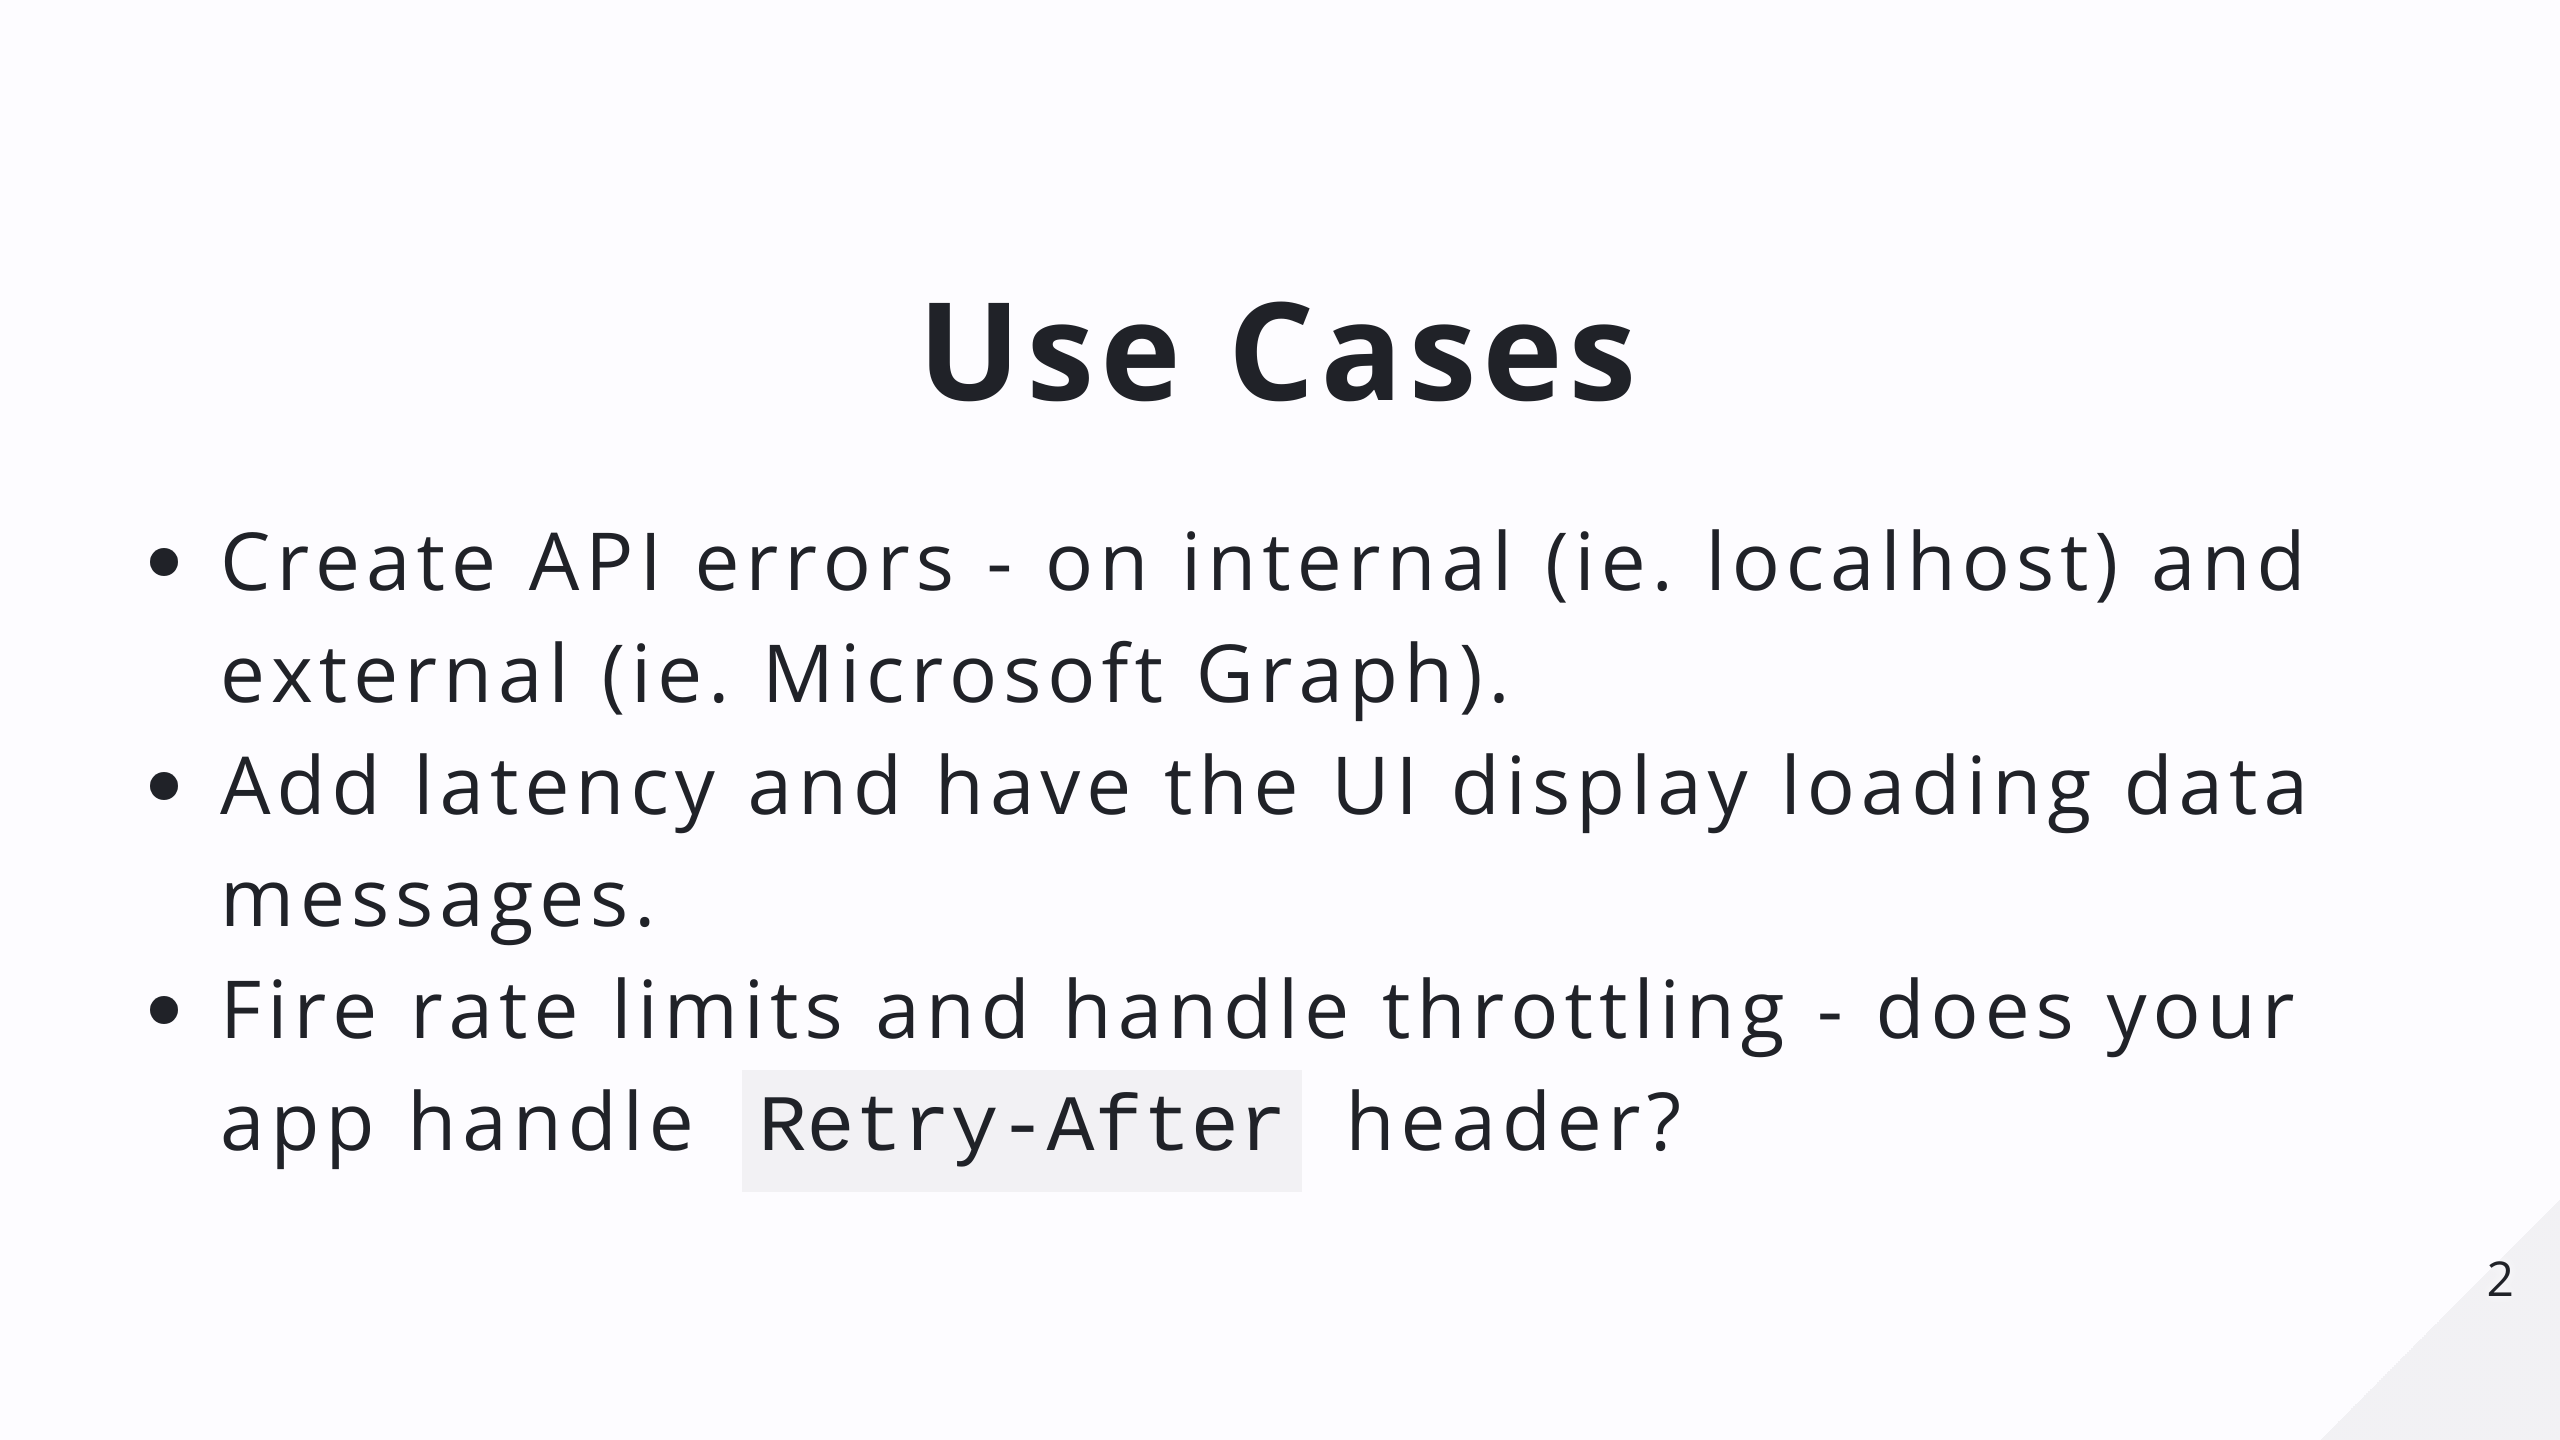 Use Cases
• Create API errors - on internal (ie. localhost) and
external (ie. Microsoft Graph).
• Add latency and have the UI display loading data
messages.
• Fire rate limits and handle throttling - does your
app handle Retry-After header?
2